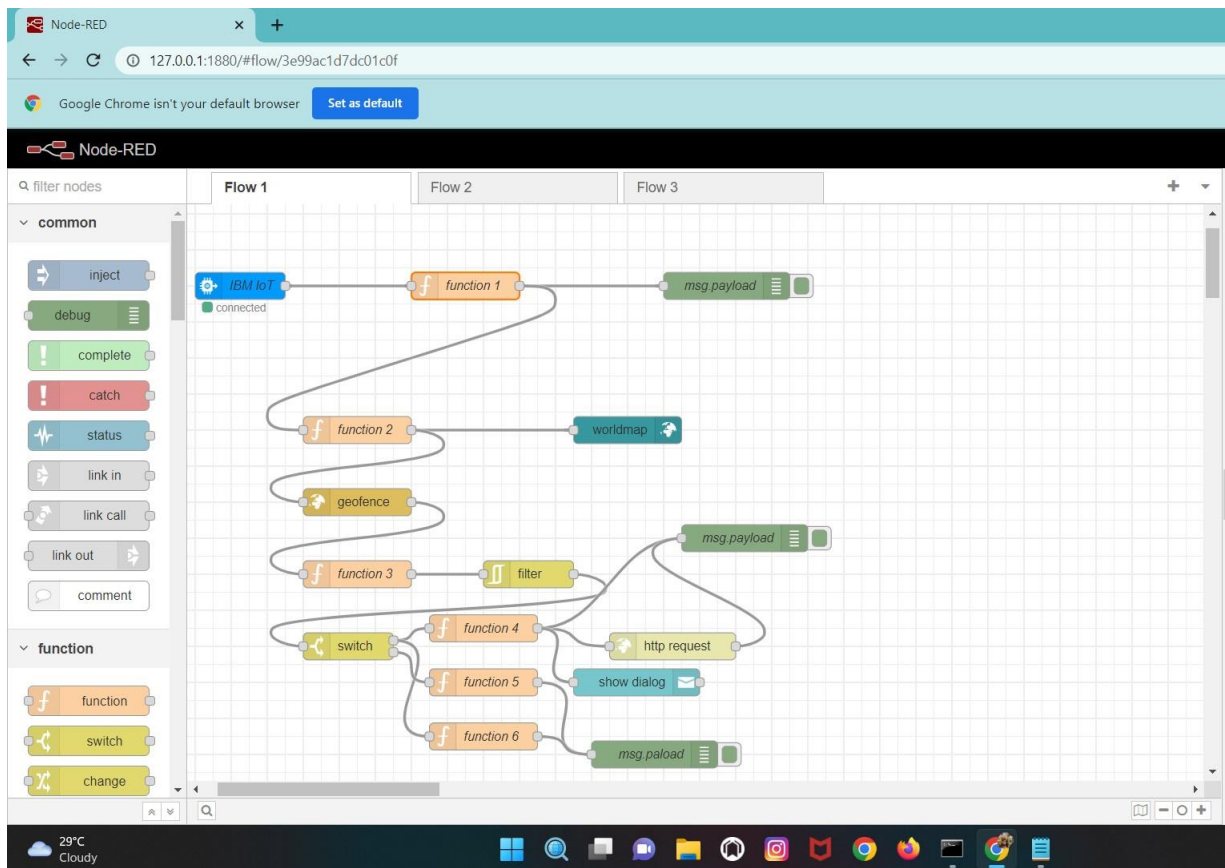 Node-RED
127.0.0.1:1880/#flow/3e99ac1d7dc01c0f
Google Chrome isn't your default browser
Set as default
Node-RED
filter nodes
Flow 1
Flow 2
Flow 3
common
inject
debug
complete
catch
status
link in
link call
link out
comment
function
function
switch
change
IBM IoT
connected
function 1
msg.payload
function 2
worldmap
geofence
msg.payload
function 3
filter
function 4
switch
http request
function 5
show dialog
function 6
msg.paload
29°C
Cloudy